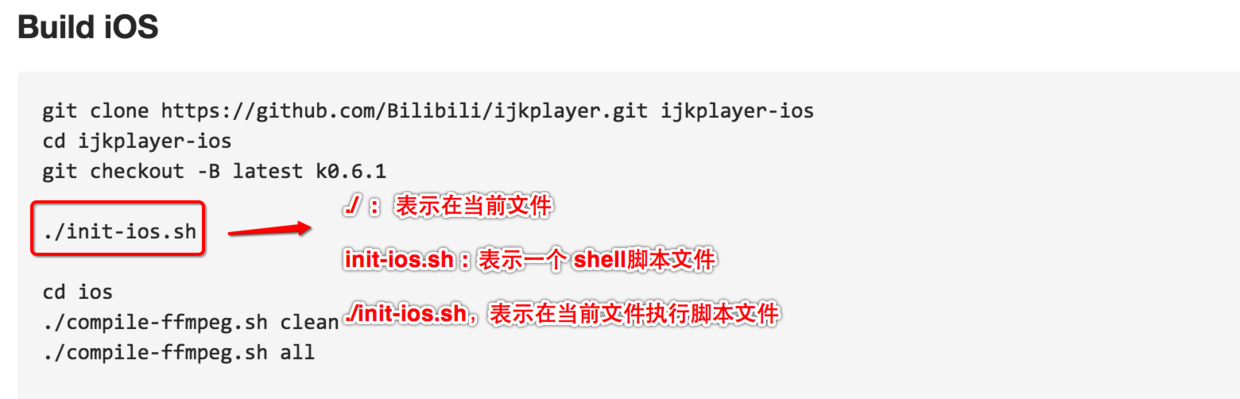 Build iOS
git clone https://github.com/Bilibili/ijkplayer.git ijkplayer-ios
cd ijkplayer-ios
git checkout -B latest k0.6.1
./ ： 表示在当前文件
./init-ios.sh
init-ios.sh：表示一个 shell脚本文件
cd ios
./init-ios.sh，表示在当前文件执行脚本文件
./compile-ffmpeg.sh clean
./compile-ffmpeg.sh all